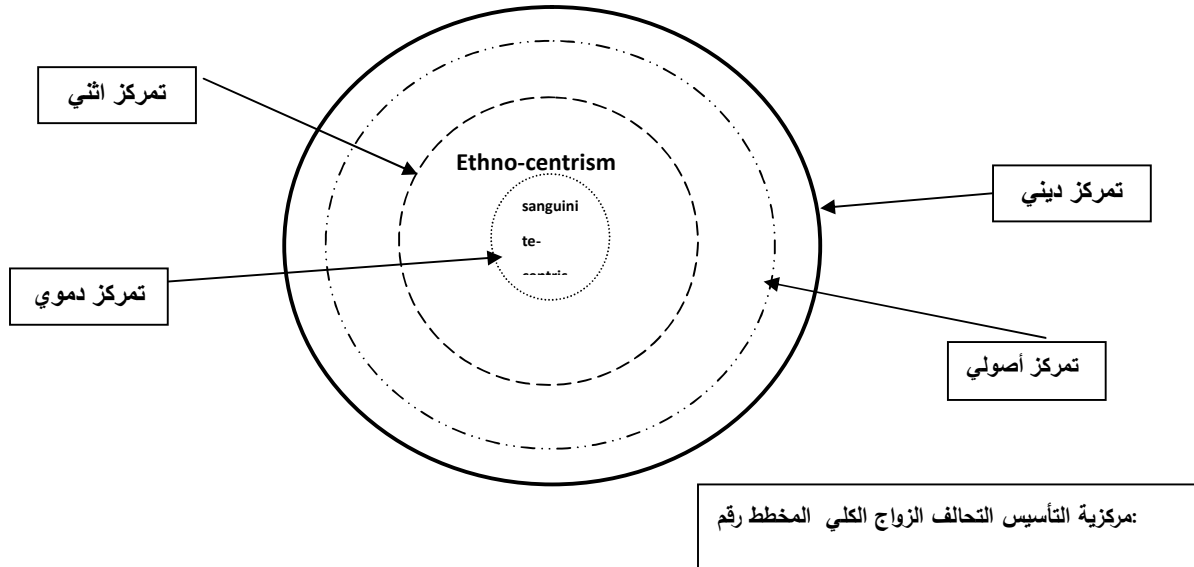 تمركز اثني
Ethno-centrism
تمركز ديني
sanguini
te-
تمركز دموي
تمركز أصولي
مركزية التأسيس التحالف الزواج الكلي المخطط رقم: